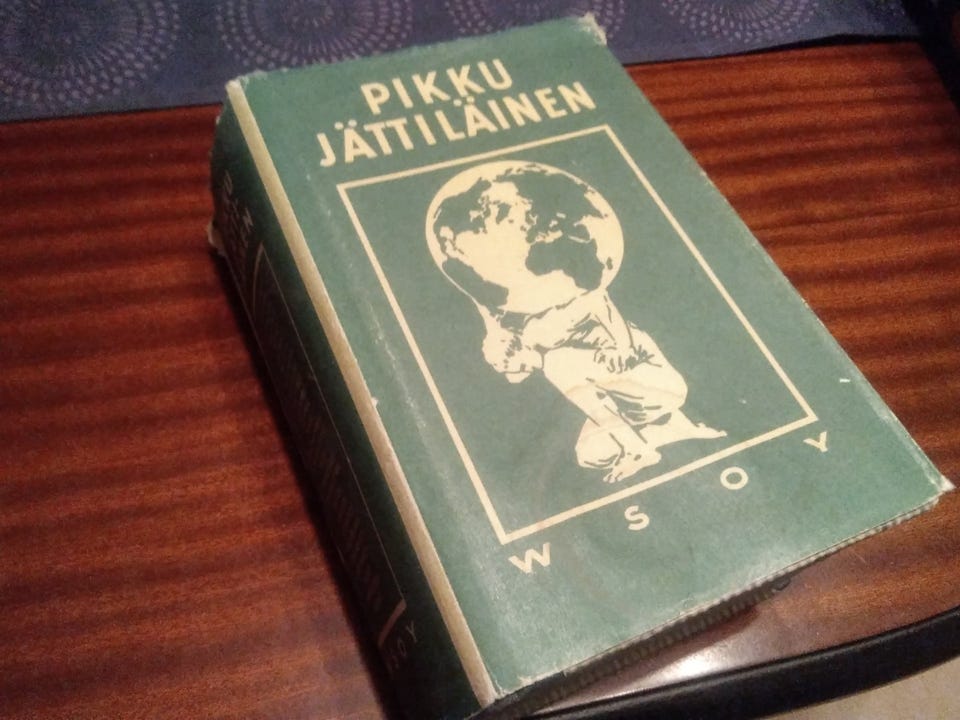 PIKKU
JÄTTILÄINEN
W S O Y